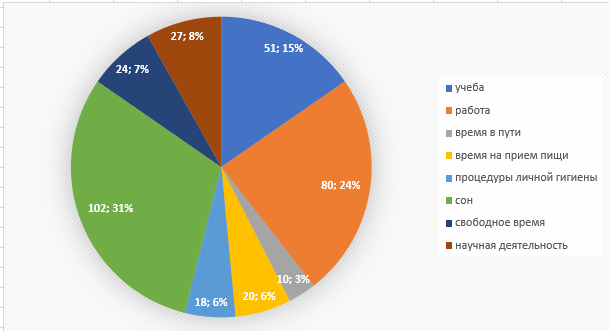 27; 8%
51; 15%
24; 7%
80; 24%
102; 31%
10; 3%
20; 6%
18; 6%
учеба
работа
время в пути
время на прием пищи
процедуры личной гигиены
сон
свободное время
научная деятельность